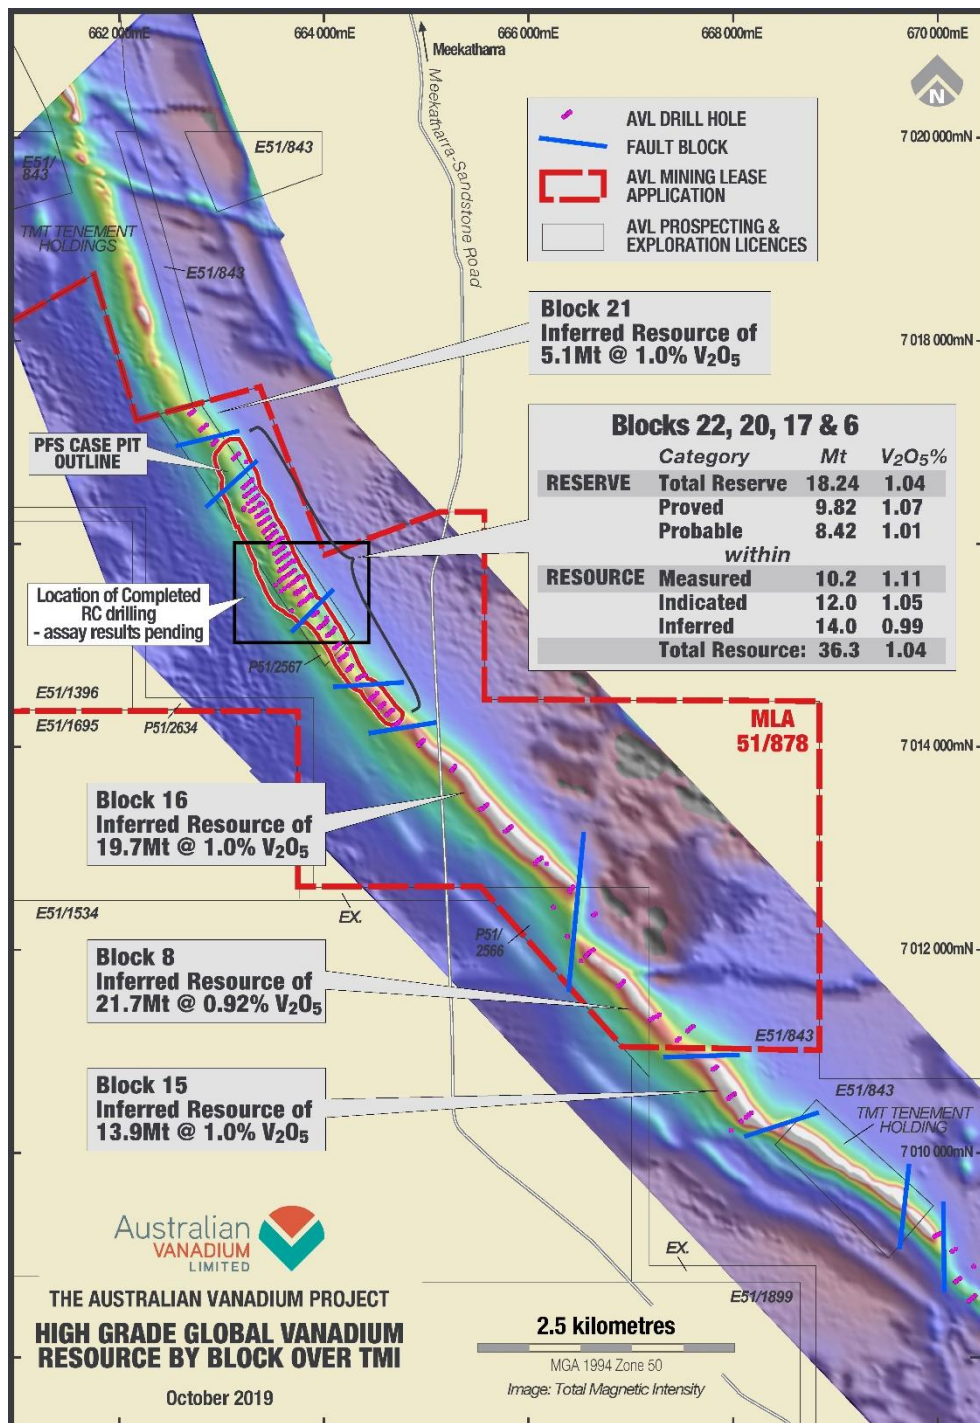 662 000mE
664 000mE
666 000mE
668 000mE
670 000mE
Meekatharra
Meekatharra-Sandstone Road
N
AVL DRILL HOLE
FAULT BLOCK
AVL MINING LEASE
APPLICATION
AVL PROSPECTING &
EXPLORATION LICENCES
7 020 000mN
E51/843
E51/
843
TMT TENEMENT
HOLDINGS
E51/843
Block 21
Inferred Resource of
5.1Mt @ 1.0% V₂O₅
7 018 000mN
PFS CASE PIT
OUTLINE
Blocks 22, 20, 17 & 6
Category Mt V₂O₅%
RESERVE Total Reserve 18.24 1.04
Proved 9.82 1.07
Probable 8.42 1.01
within
RESOURCE Measured 10.2 1.11
Indicated 12.0 1.05
Inferred 14.0 0.99
Total Resource: 36.3 1.04
Location of Completed
RC drilling
- assay results pending
P51/2567
E51/1396
E51/1695
P51/2634
MLA
51/878
7 014 000mN
Block 16
Inferred Resource of
19.7Mt @ 1.0% V₂O₅
E51/1534
EX.
P51/
2566
Block 8
Inferred Resource of
21.7Mt @ 0.92% V₂O₅
7 012 000mN
E51/843
Block 15
Inferred Resource of
13.9Mt @ 1.0% V₂O₅
E51/843
TMT TENEMENT
HOLDING
7 010 000mN
Australian
VANADIUM
LIMITED
EX.
E51/1899
THE AUSTRALIAN VANADIUM PROJECT
HIGH GRADE GLOBAL VANADIUM
RESOURCE BY BLOCK OVER TMI
October 2019
2.5 kilometres
MGA 1994 Zone 50
Image: Total Magnetic Intensity